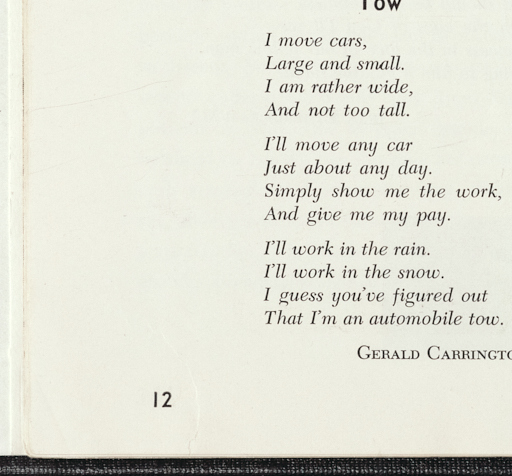 Tow
I move cars,
Large and small.
I am rather wide,
And not too tall.
I'll move any car
Just about any day.
Simply show me the work,
And give me my pay.
I'll work in the rain.
I'll work in the snow.
I guess you've figured out
That I'm an automobile tow.
GERALD
12